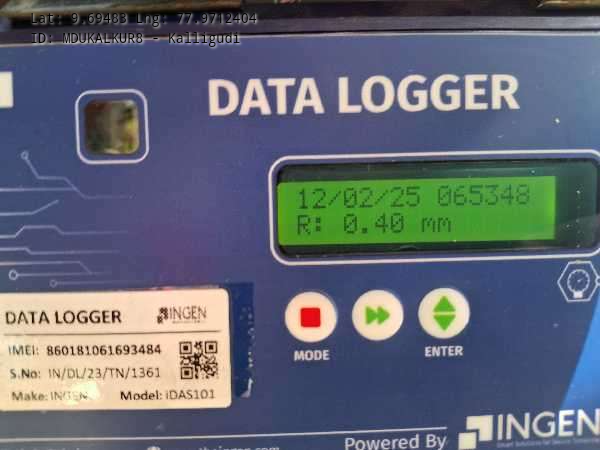 Lat: 9.69483 Lng: 77.9712404
ID: MDUKALKUR8 - Kalligudi
DATA LOGGER
12/02/25 065348
R: 0.40 mm
MODE
ENTER
DATA LOGGER
INGEN
IMEI: 860181061693484
S.No: IN/DL/23/TN/1361
Make: INGEN Model: iDAS101
Powered By
INGEN